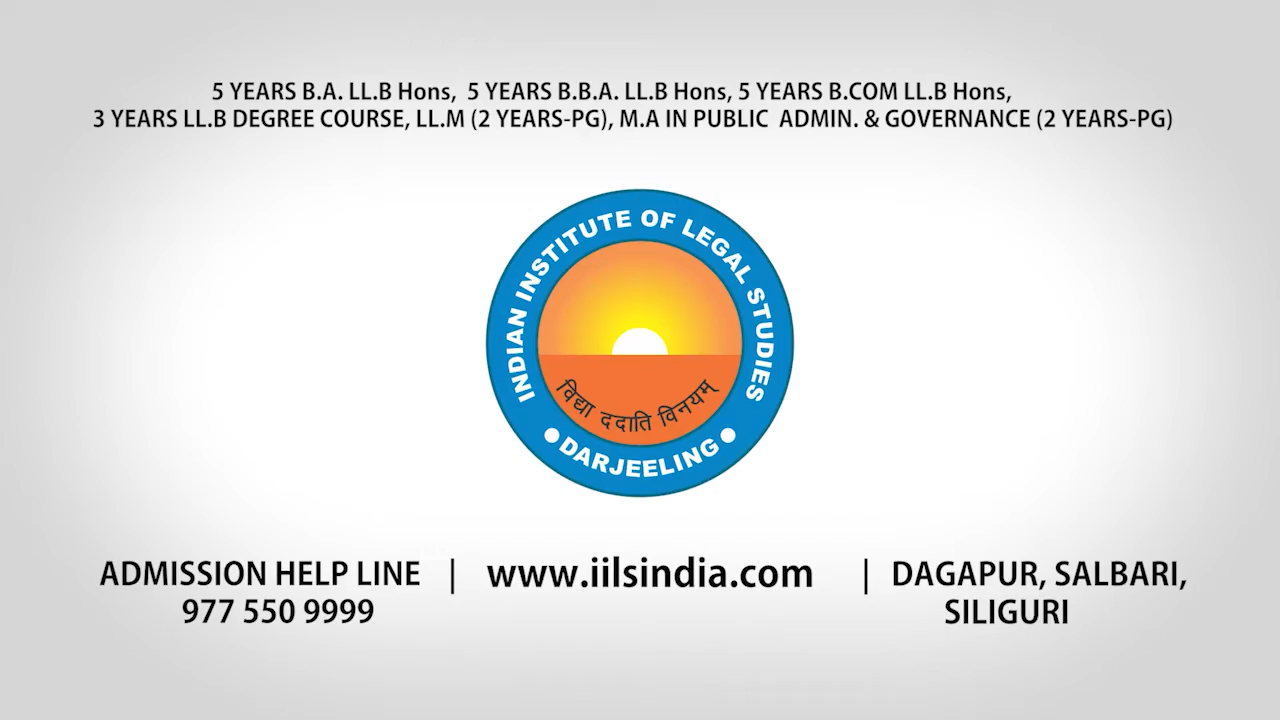 5 YEARS B.A. LL.B Hons, 5 YEARS B.B.A. LL.B Hons, 5 YEARS B.COM LL.B Hons,
3 YEARS LL.B DEGREE COURSE, LL.M (2 YEARS-PG), M.A IN PUBLIC ADMIN. & GOVERNANCE (2 YEARS-PG)
INDIAN INSTITUTE OF LEGAL STUDIES
विद्या ददाति विनयम्
DARJEELING
ADMISSION HELP LINE
977 550 9999
www.iilsindia.com
DAGAPUR, SALBARI,
SILIGURI